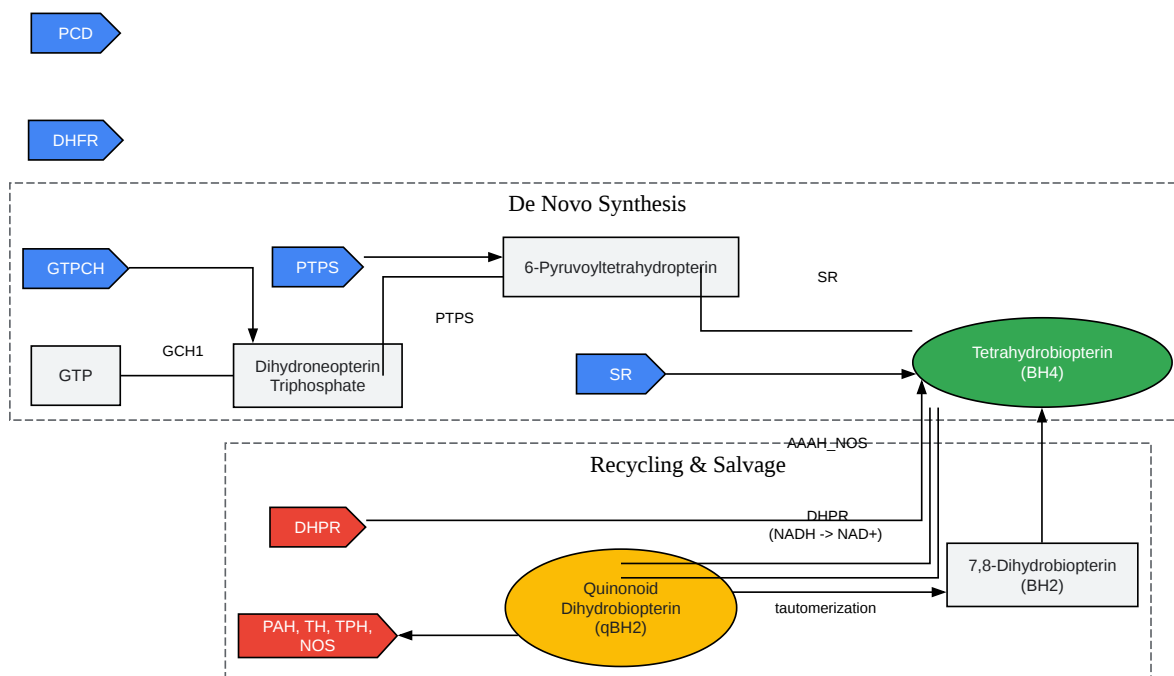 PCD
DHFR
De Novo Synthesis
GTPCH
PTPS
6-Pyruvoyltetrahydropterin
SR
PTPS
GCH1
GTP
Dihydroneopterin
Triphosphate
SR
Tetrahydrobiopterin
(BH4)
AAAH_NOS
Recycling & Salvage
DHPR
DHPR
(NADH -> NAD+)
7,8-Dihydrobiopterin
(BH2)
Quinonoid
Dihydrobiopterin
(qBH2)
tautomerization
PAH, TH, TPH,
NOS